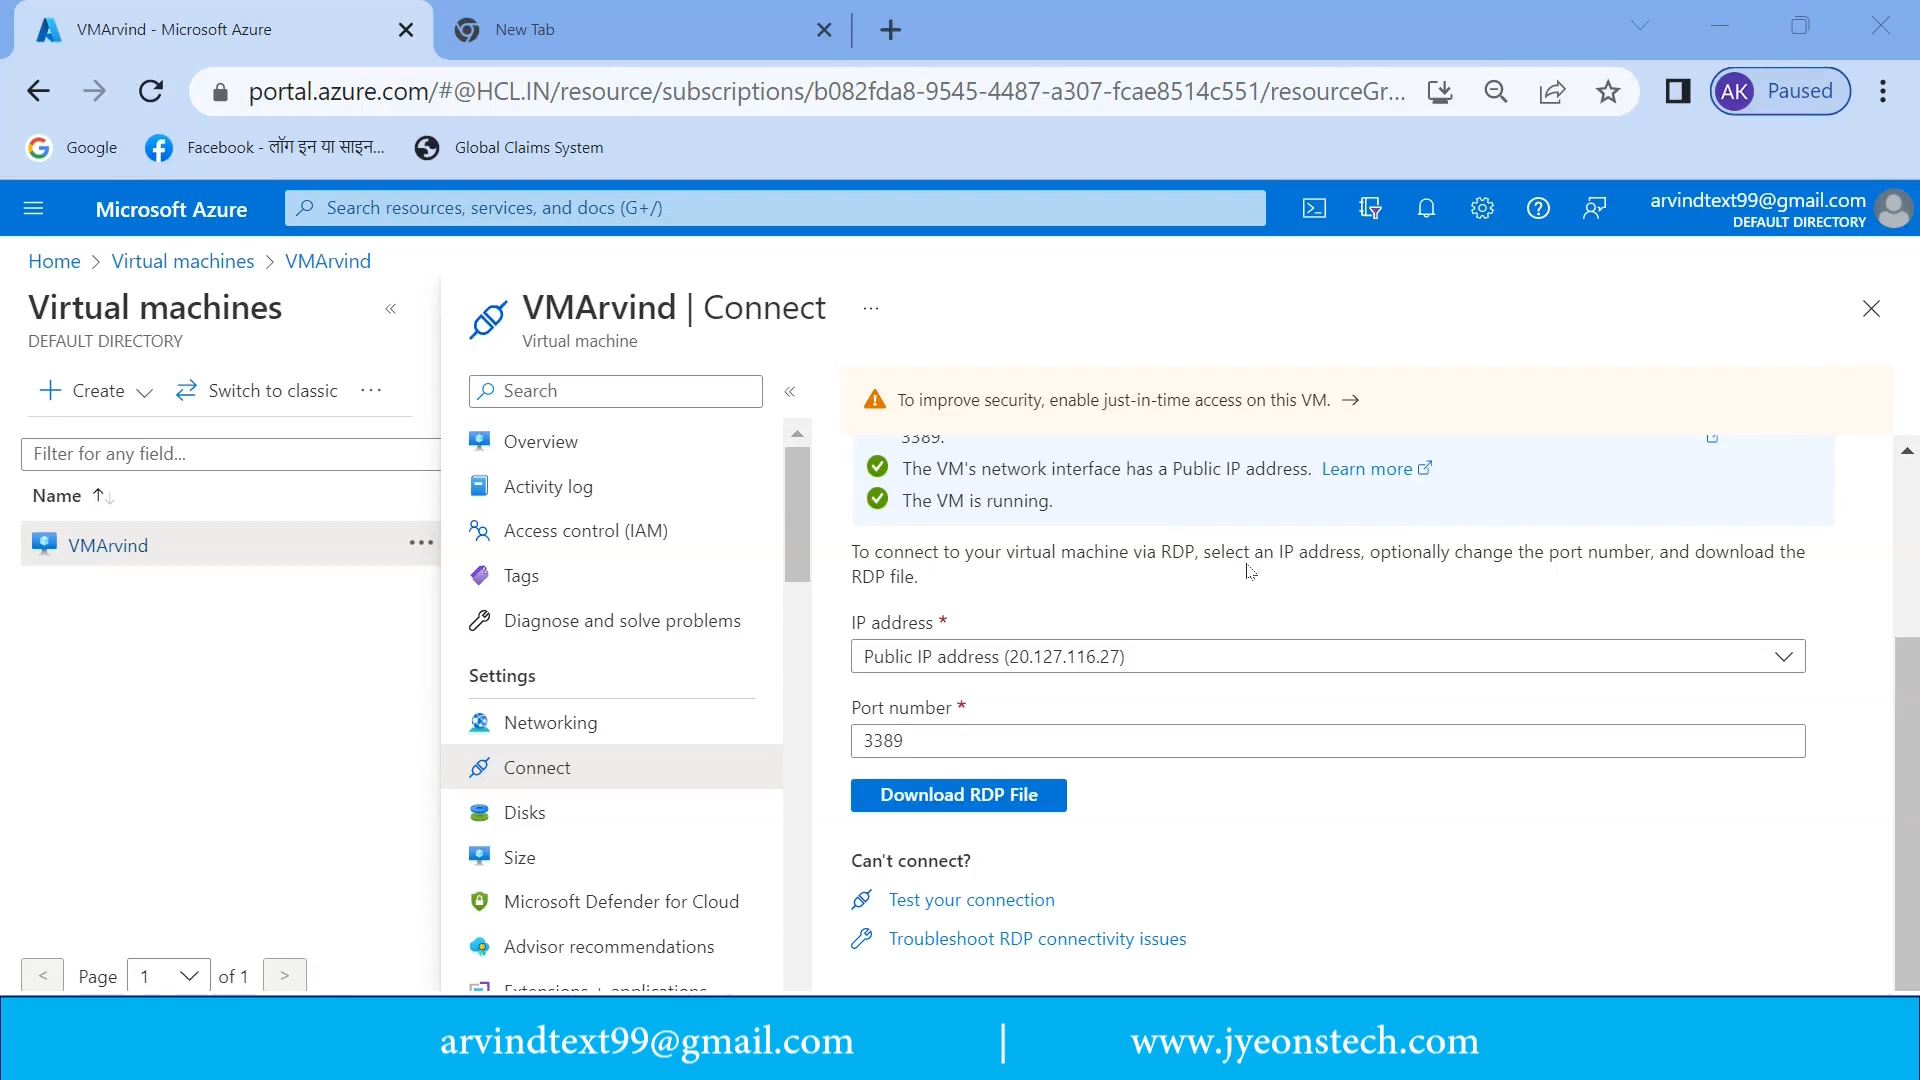 VMArvind - Microsoft Azure
New Tab
portal.azure.com/#@HCL.IN/resource/subscriptions/b082fda8-9545-4487-a307-fcae8514c551/resourceGr...
AK
Paused
Google
Facebook - लॉग इन या साइन...
Global Claims System
Microsoft Azure
Search resources, services, and docs (G+/)
arvindtext99@gmail.com
DEFAULT DIRECTORY
Home > Virtual machines > VMArvind
Virtual machines
DEFAULT DIRECTORY
Create
Switch to classic
Filter for any field...
Name
VMArvind
< Page 1 of 1 >
VMArvind | Connect
Virtual machine
Search
Overview
Activity log
Access control (IAM)
Tags
Diagnose and solve problems
Settings
Networking
Connect
Disks
Size
Microsoft Defender for Cloud
Advisor recommendations
Extensions + applications
To improve security, enable just-in-time access on this VM.
3389.
The VM's network interface has a Public IP address. Learn more
The VM is running.
To connect to your virtual machine via RDP, select an IP address, optionally change the port number, and download the
RDP file.
IP address *
Public IP address (20.127.116.27)
Port number *
3389
Download RDP File
Can't connect?
Test your connection
Troubleshoot RDP connectivity issues
arvindtext99@gmail.com | www.jyeonstech.com